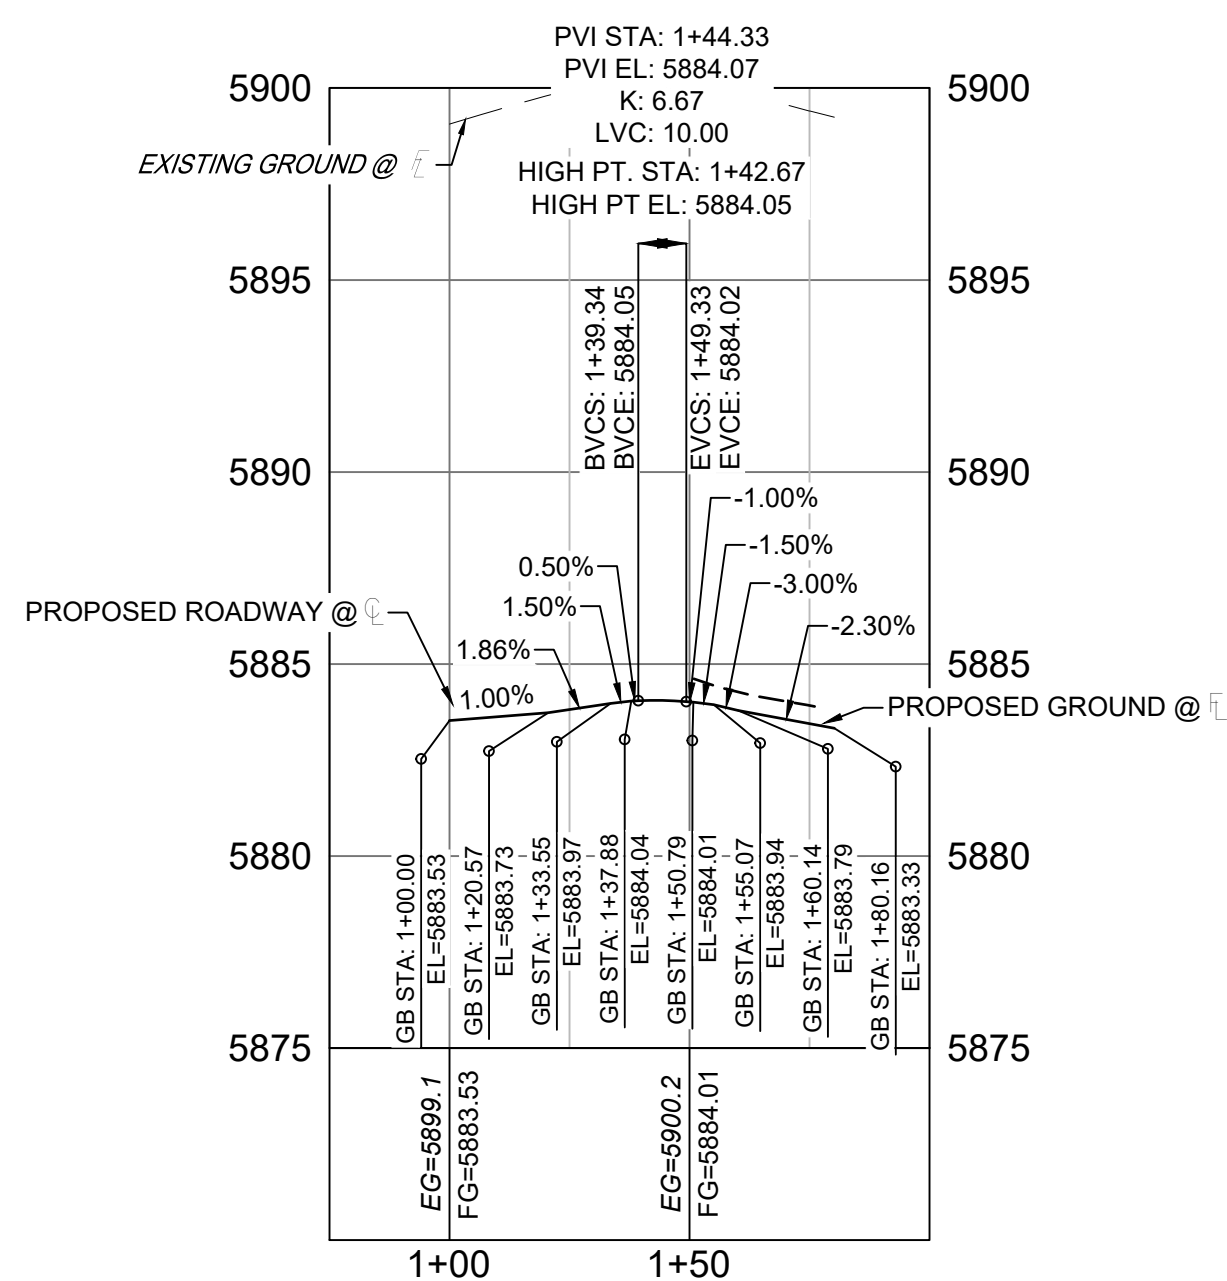 PVI STA: 1+44.33
PVI EL: 5884.07
K: 6.67
LVC: 10.00
HIGH PT. STA: 1+42.67
HIGH PT EL: 5884.05
5900
5900
EXISTING GROUND @ FL
5895
5895
BVCS: 1+39.34
BVCE: 5884.05
EVCS: 1+49.33
EVCE: 5884.02
5890
5890
-1.00%
-1.50%
0.50%
-3.00%
1.50%
PROPOSED ROADWAY @ CL
-2.30%
1.86%
5885
5885
1.00%
PROPOSED GROUND @ FL
5880
5880
GB STA: 1+00.00
EL=5883.53
GB STA: 1+20.57
EL=5883.73
GB STA: 1+33.55
EL=5883.97
GB STA: 1+37.88
EL=5884.04
GB STA: 1+50.79
EL=5884.01
GB STA: 1+55.07
EL=5883.94
GB STA: 1+60.14
EL=5883.79
GB STA: 1+80.16
EL=5883.33
5875
5875
EG=5899.1
FG=5883.53
EG=5900.2
FG=5884.01
1+00
1+50